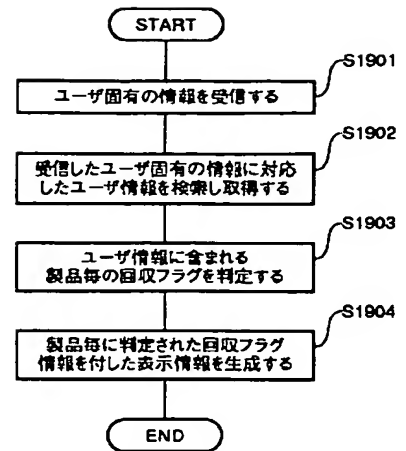 START
S1901
ユーザ固有の情報を受信する
S1902
受信したユーザ固有の情報に対応
したユーザ情報を検索し取得する
S1903
ユーザ情報に含まれる
製品毎の回収フラグを判定する
S1904
製品毎に判定された回収フラグ
情報を付した表示情報を生成する
END